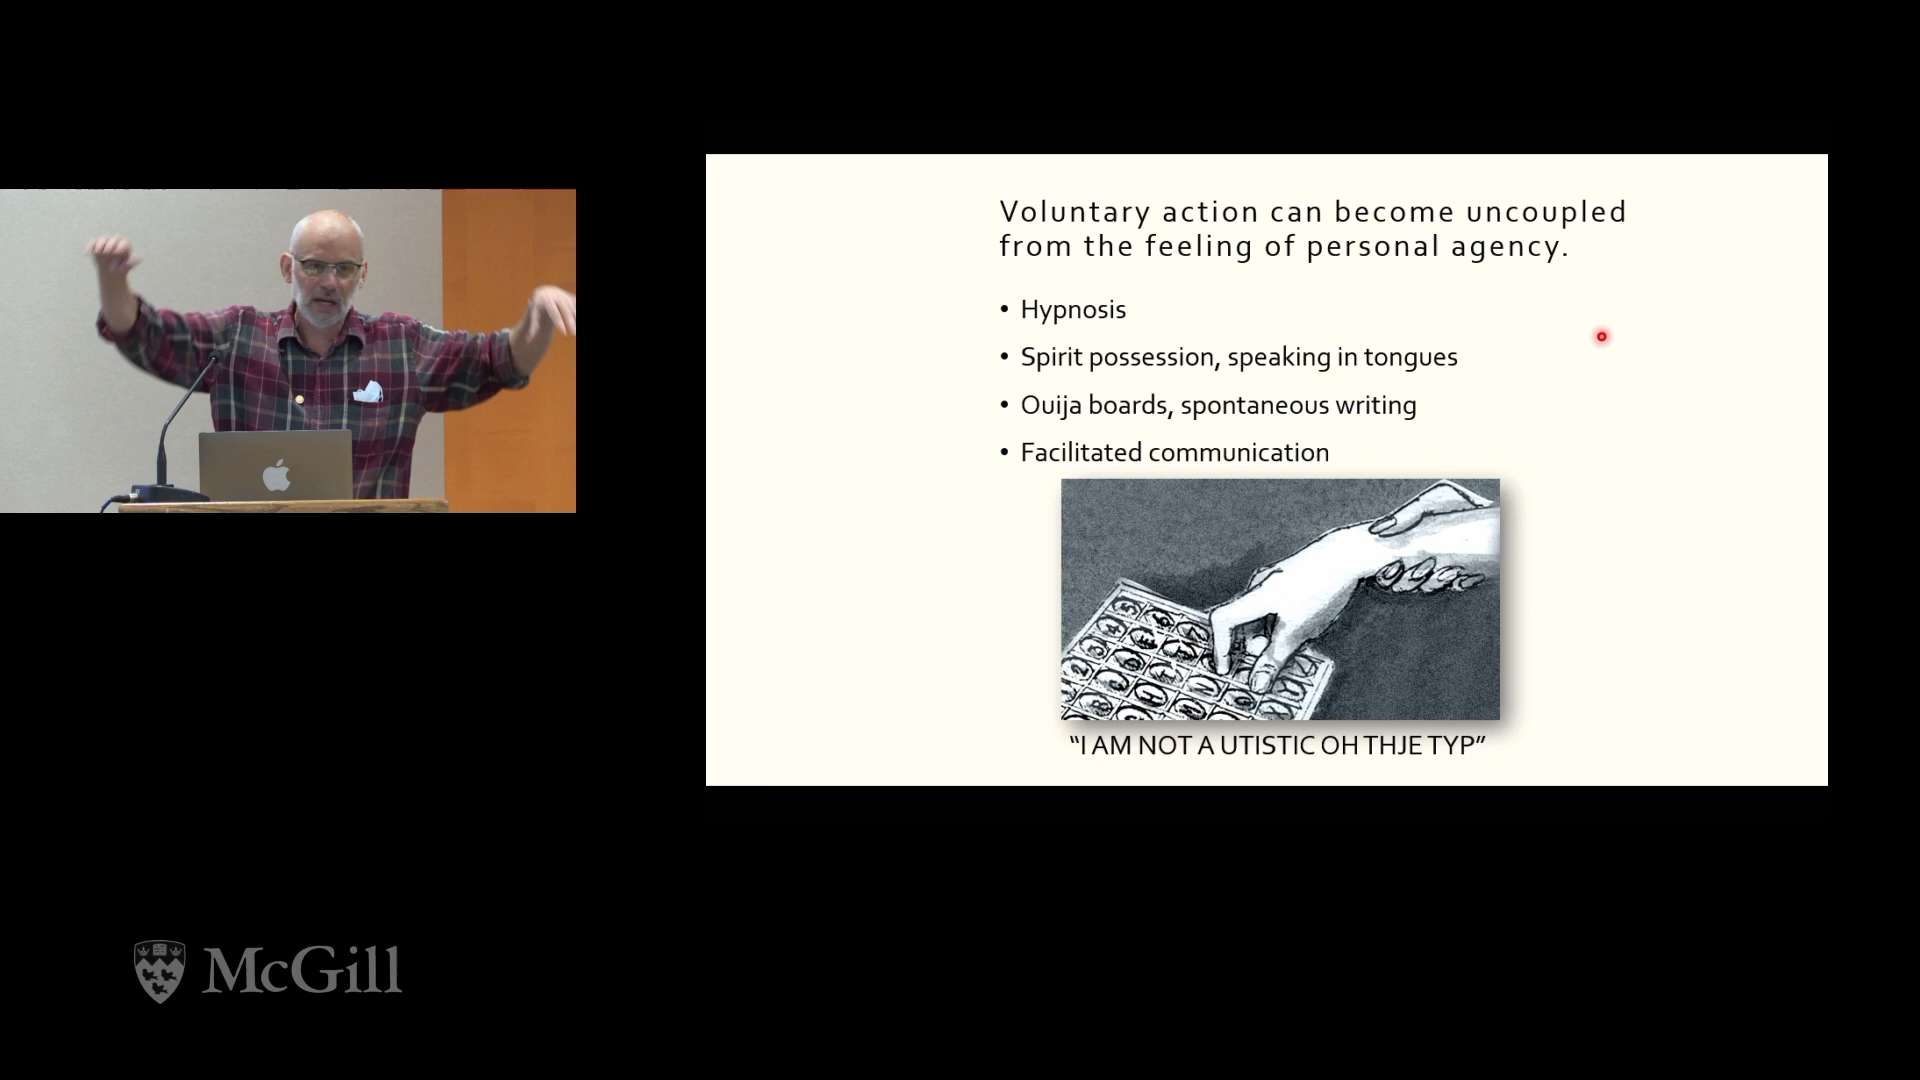 Voluntary action can become uncoupled
from the feeling of personal agency.
• Hypnosis
• Spirit possession, speaking in tongues
• Ouija boards, spontaneous writing
• Facilitated communication
“I AM NOT A UTISTIC OH THJE TYP”
McGill